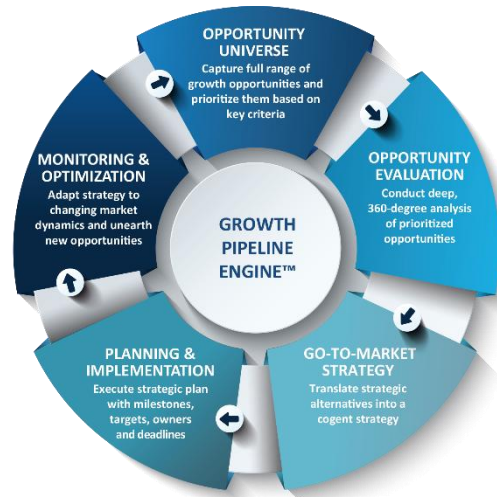 OPPORTUNITY
UNIVERSE
Capture full range of
growth opportunities and
prioritize them based on
key criteria
OPPORTUNITY
EVALUATION
Conduct deep,
360-degree analysis
of prioritized
opportunities
GO-TO-MARKET
STRATEGY
Translate strategic
alternatives into a
cogent strategy
PLANNING &
IMPLEMENTATION
Execute strategic plan
with milestones,
targets, owners
and deadlines
MONITORING &
OPTIMIZATION
Adapt strategy to
changing market
dynamics and unearth
new opportunities
GROWTH
PIPELINE
ENGINE™